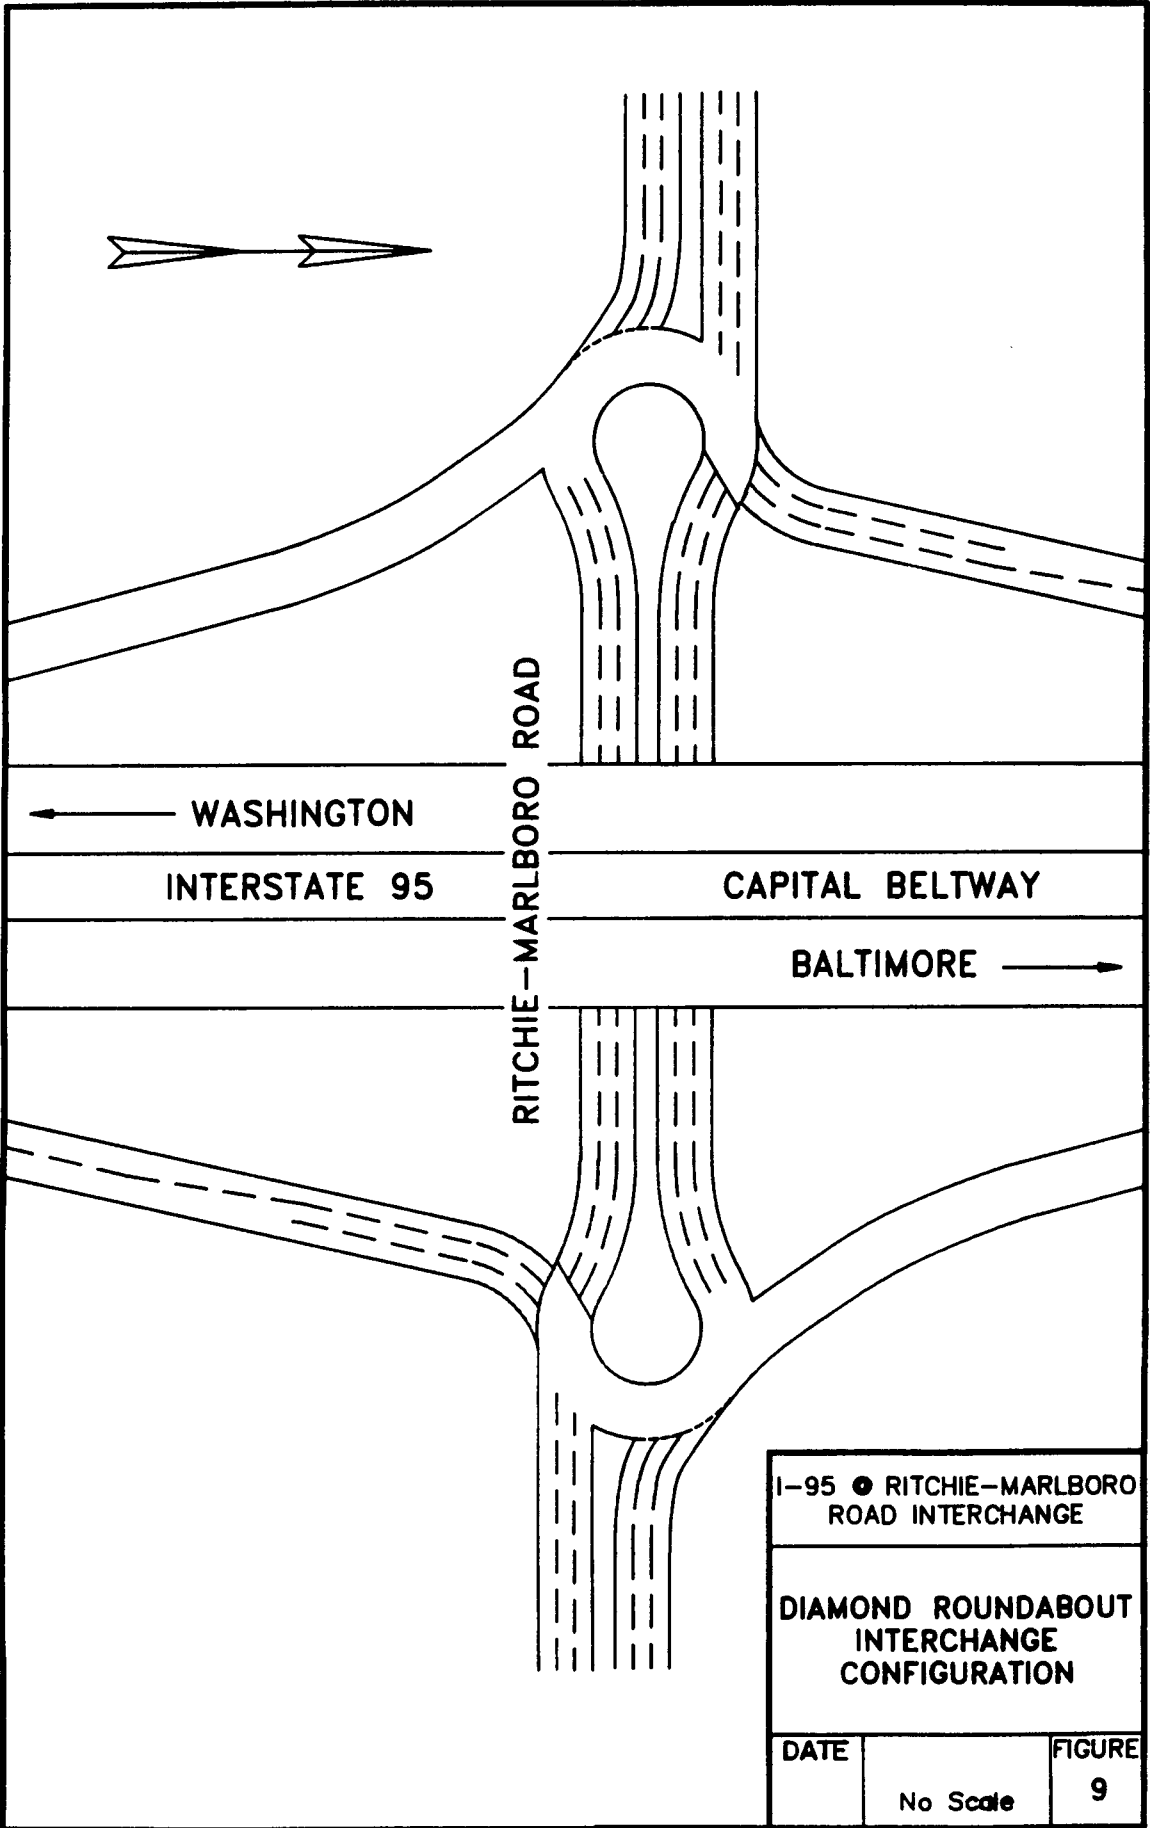 RITCHIE-MARLBORO ROAD
WASHINGTON
INTERSTATE 95
CAPITAL BELTWAY
BALTIMORE
I-95 @ RITCHIE-MARLBORO
ROAD INTERCHANGE
DIAMOND ROUNDABOUT
INTERCHANGE
CONFIGURATION
DATE
No Scale
FIGURE
9